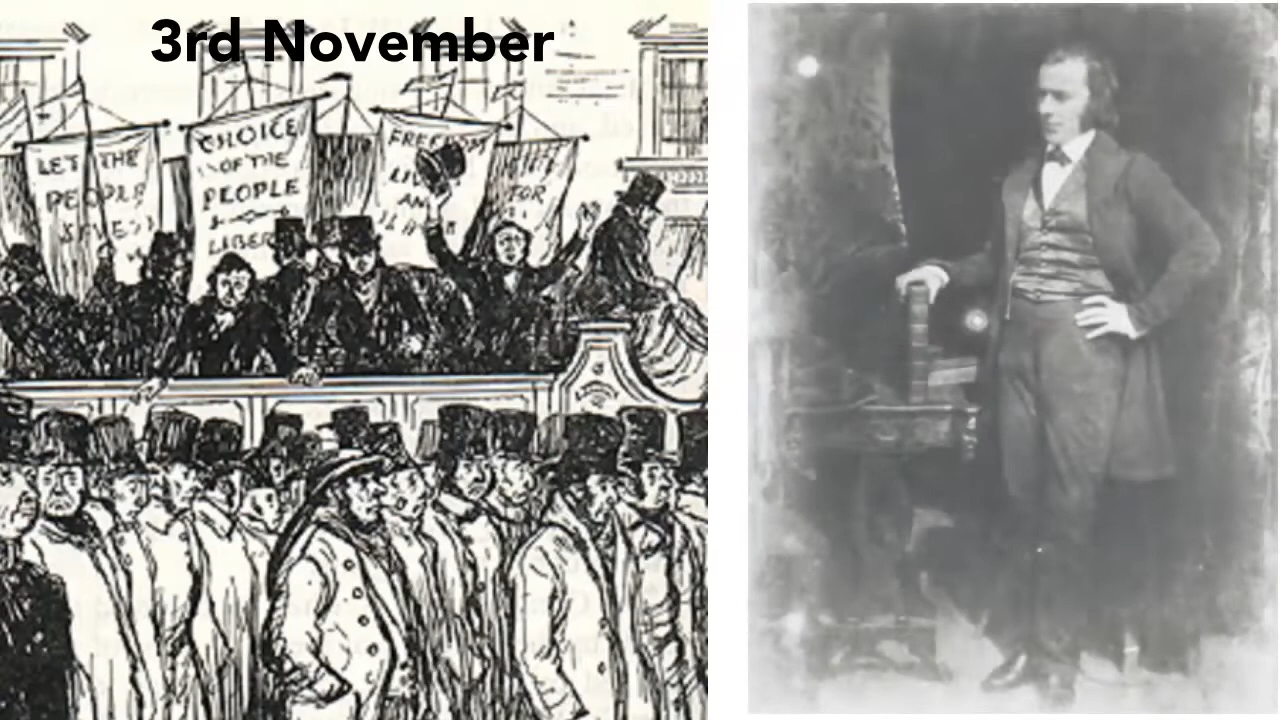 3rd November
LET THE
PEOPLE
CHOICE
OF THE
PEOPLE
LIBER
FREEDOM
FOR